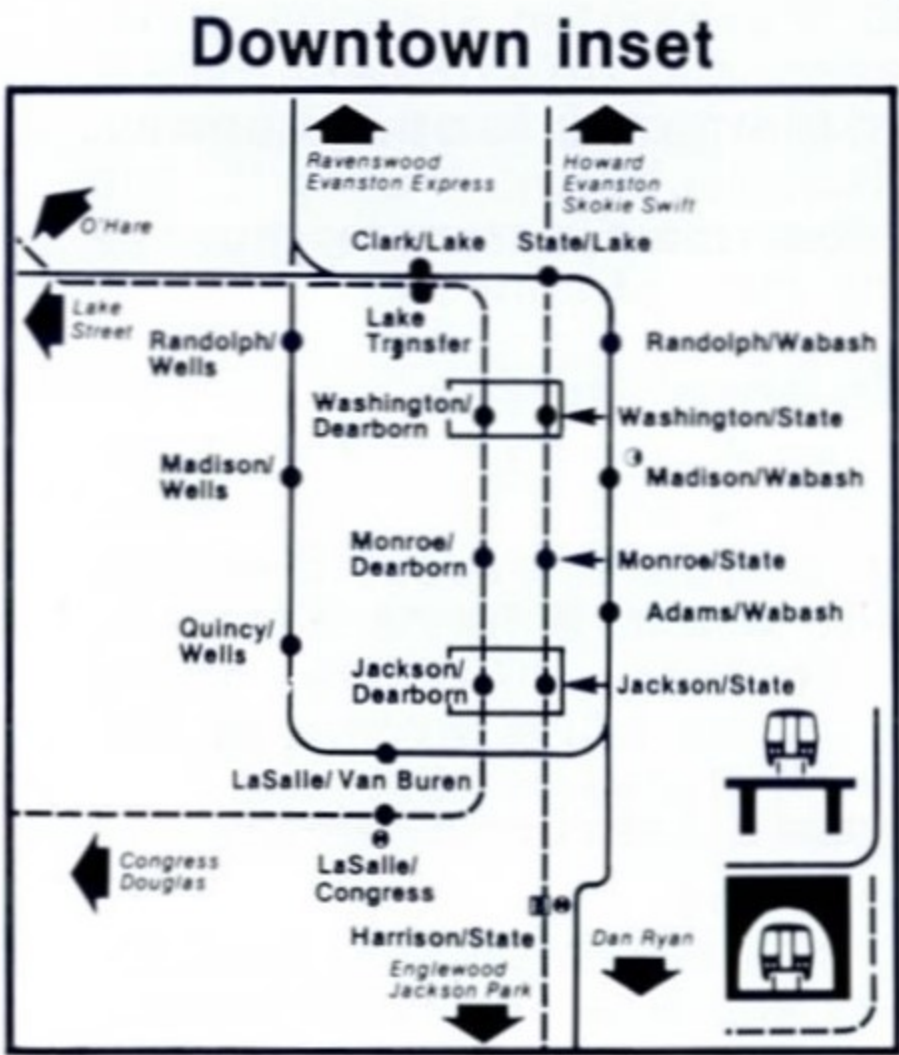 Downtown inset
Ravenswood
Evanston Express
Howard
Evanston
Skokie Swift
O'Hare
Clark/Lake
State/Lake
Lake
Street
Lake
Transfer
Randolph/
Wells
Randolph/Wabash
Washington/
Dearborn
Washington/State
Madison/
Wells
Madison/Wabash
Monroe/
Dearborn
Monroe/State
Adams/Wabash
Quincy/
Wells
Jackson/
Dearborn
Jackson/State
LaSalle/Van Buren
Congress
Douglas
LaSalle/
Congress
Harrison/State
Dan Ryan
Englewood
Jackson Park